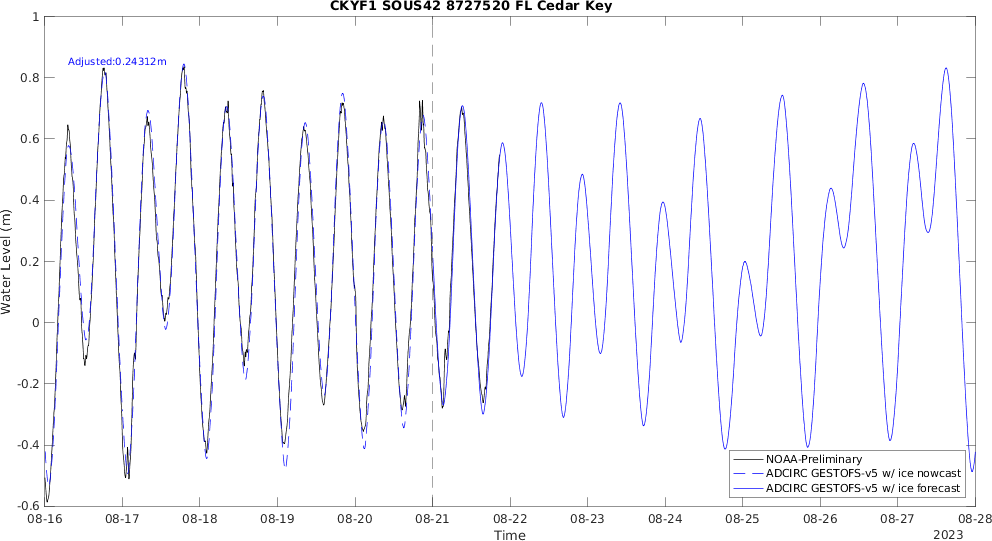 CKYF1 SOUS42 8727520 FL Cedar Key
Adjusted:0.24312m
Water Level (m)
1
0.8
0.6
0.4
0.2
0
-0.2
-0.4
-0.6
NOAA-Preliminary
ADCIRC GESTOFS-v5 w/ ice nowcast
ADCIRC GESTOFS-v5 w/ ice forecast
08-16 08-17 08-18 08-19 08-20 08-21 08-22 08-23 08-24 08-25 08-26 08-27 08-28
Time
2023